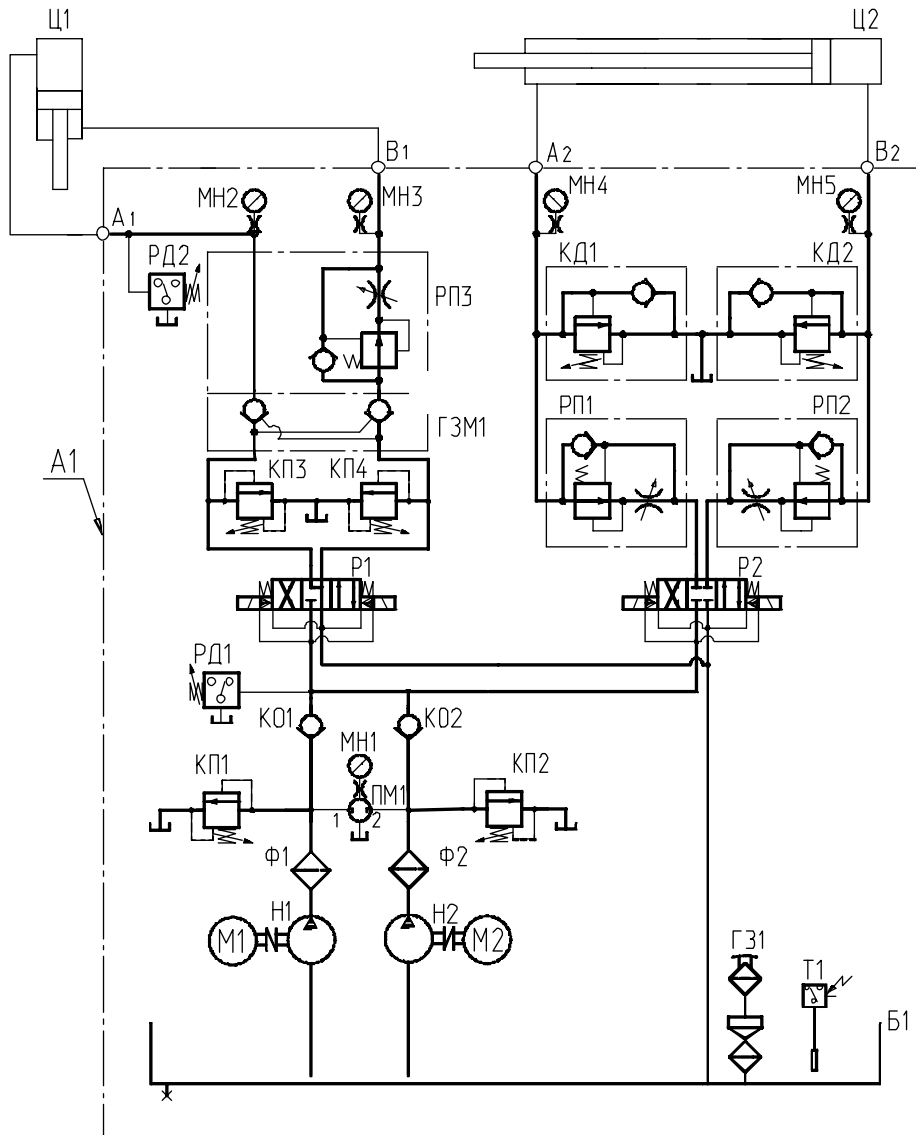 Ц1
Ц2
В1
А2
В2
МН2
МН3
МН4
МН5
А1
РД2
КД1
КД2
РП3
ГЗМ1
РП1
РП2
А1
КП3
КП4
Р1
Р2
РД1
КО1
КО2
МН1
КП1
КП2
ПМ1
1
2
Ф1
Ф2
Н1
Н2
М1
М2
ГЗ1
Т1
Б1